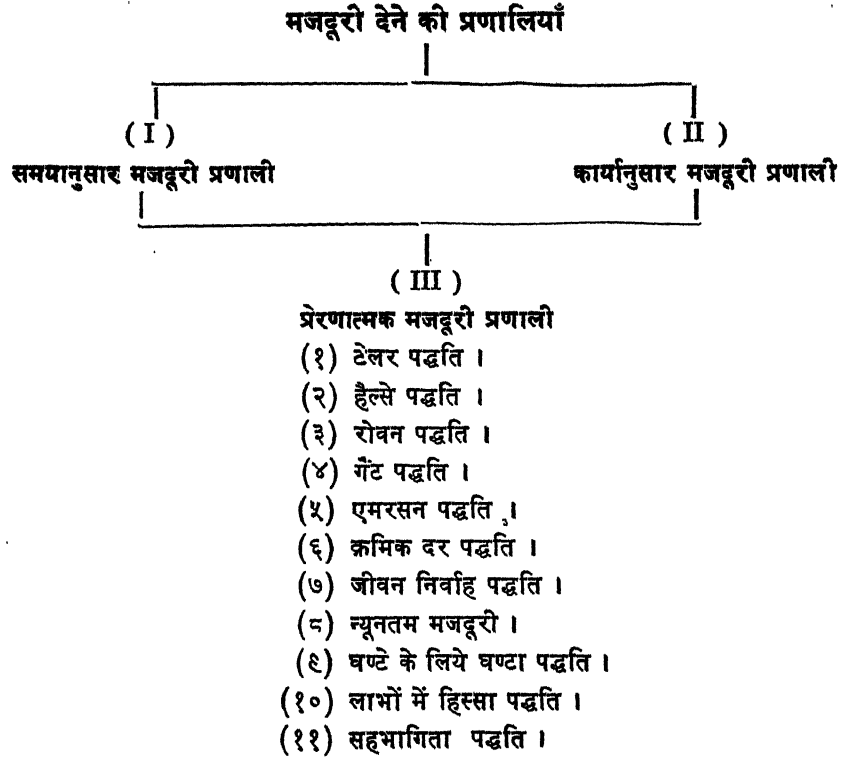 मजदूरी देने की प्रणालियाँ
( I ) ( II )
समयानुसार मजदूरी प्रणाली कार्यानुसार मजदूरी प्रणाली
( III )
प्रेरणात्मक मजदूरी प्रणाली
(१) टेलर पद्धति ।
(२) हैल्से पद्धति ।
(३) रोवन पद्धति ।
(४) गैंट पद्धति ।
(५) एमरसन पद्धति ।
(६) क्रमिक दर पद्धति ।
(७) जीवन निर्वाह पद्धति ।
(८) न्यूनतम मजदूरी ।
(९) घण्टे के लिये घण्टा पद्धति ।
(१०) लाभों में हिस्सा पद्धति ।
(११) सहभागिता पद्धति ।